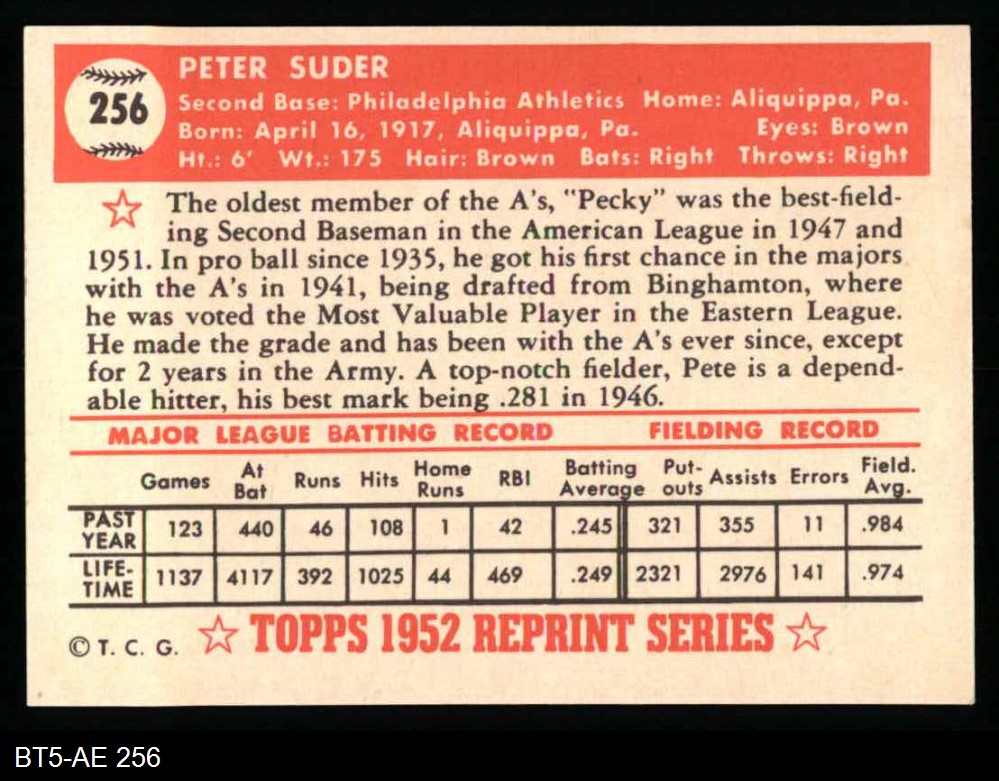 256
PETER SUDER
Second Base: Philadelphia Athletics Home: Aliquippa, Pa.
Born: April 16, 1917, Aliquippa, Pa. Eyes: Brown
Ht.: 6' Wt.: 175 Hair: Brown Bats: Right Throws: Right
The oldest member of the A's, "Pecky" was the best-field-
ing Second Baseman in the American League in 1947 and
1951. In pro ball since 1935, he got his first chance in the majors
with the A's in 1941, being drafted from Binghamton, where
he was voted the Most Valuable Player in the Eastern League.
He made the grade and has been with the A's ever since, except
for 2 years in the Army. A top-notch fielder, Pete is a depend-
able hitter, his best mark being .281 in 1946.
MAJOR LEAGUE BATTING RECORD FIELDING RECORD
Games At Bat Runs Hits Home Runs RBI Batting Average Put-outs Assists Errors Field. Avg.
PAST YEAR 123 440 46 108 1 42 .245 321 355 11 .984
LIFE-TIME 1137 4117 392 1025 44 469 .249 2321 2976 141 .974
© T. C. G. ☆ TOPPS 1952 REPRINT SERIES ☆
BT5-AE 256